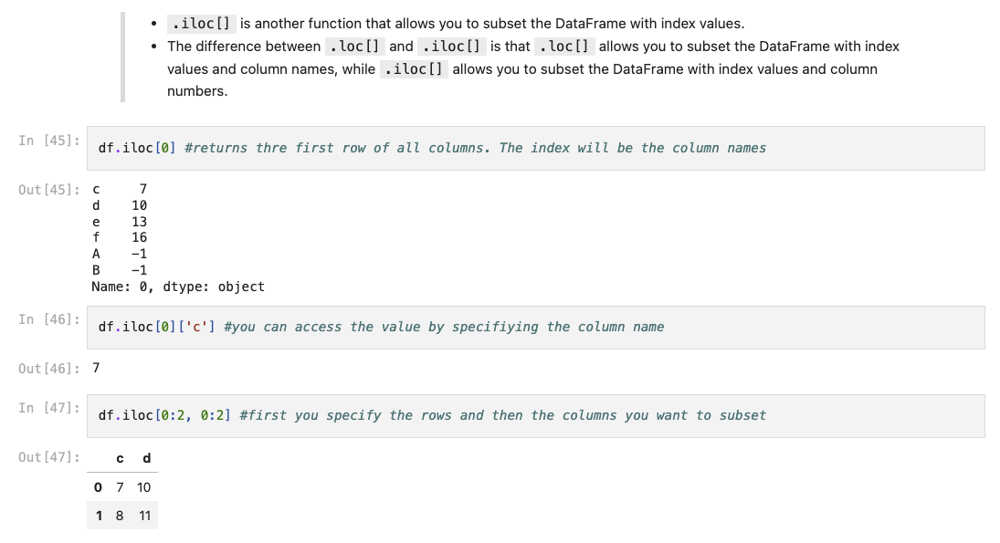 • .iloc[] is another function that allows you to subset the DataFrame with index values.
• The difference between .loc[] and .iloc[] is that .loc[] allows you to subset the DataFrame with index
values and column names, while .iloc[] allows you to subset the DataFrame with index values and column
numbers.
In [45]: df.iloc[0] #returns thre first row of all columns. The index will be the column names
Out[45]: c 7
d 10
e 13
f 16
A -1
B -1
Name: 0, dtype: object
In [46]: df.iloc[0]['c'] #you can access the value by specifiying the column name
Out[46]: 7
In [47]: df.iloc[0:2, 0:2] #first you specify the rows and then the columns you want to subset
Out[47]: c d
0 7 10
1 8 11